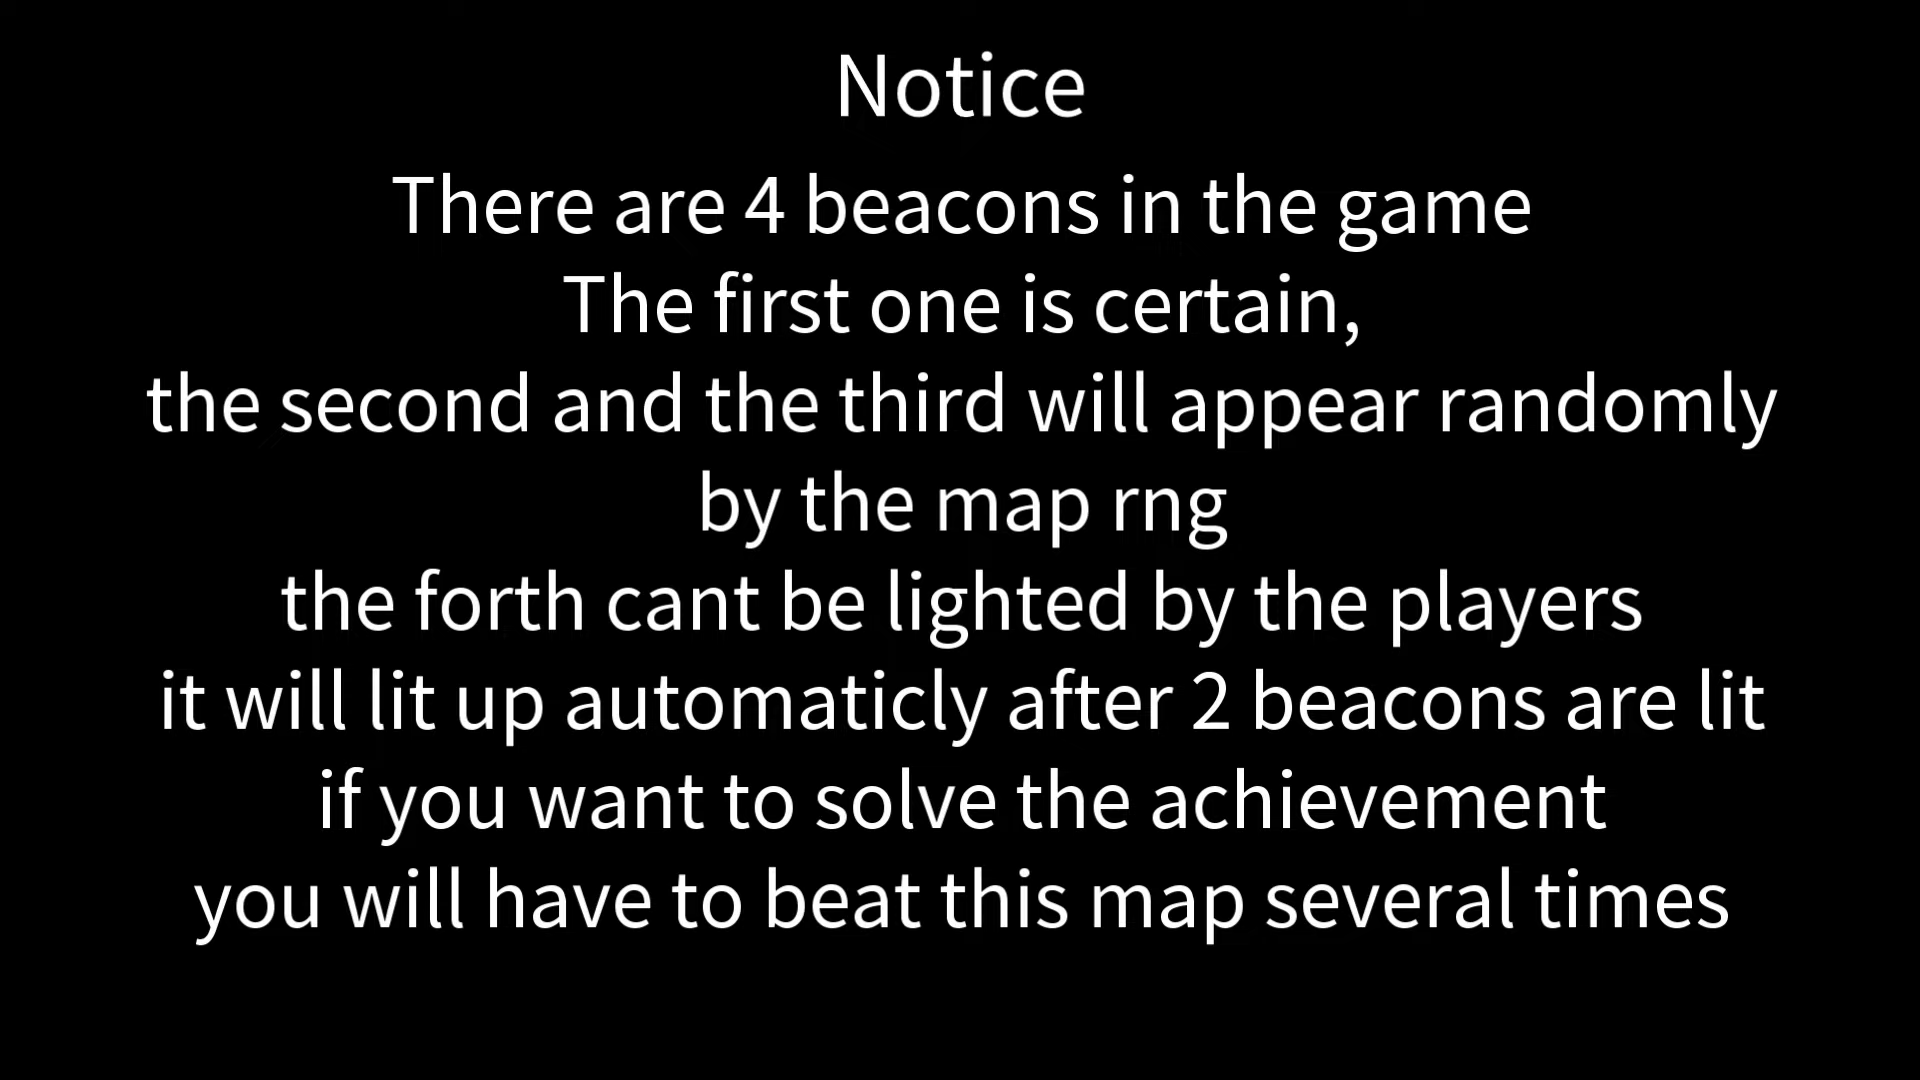 Notice
There are 4 beacons in the game
The first one is certain,
the second and the third will appear randomly
by the map rng
the forth cant be lighted by the players
it will lit up automaticly after 2 beacons are lit
if you want to solve the achievement
you will have to beat this map several times